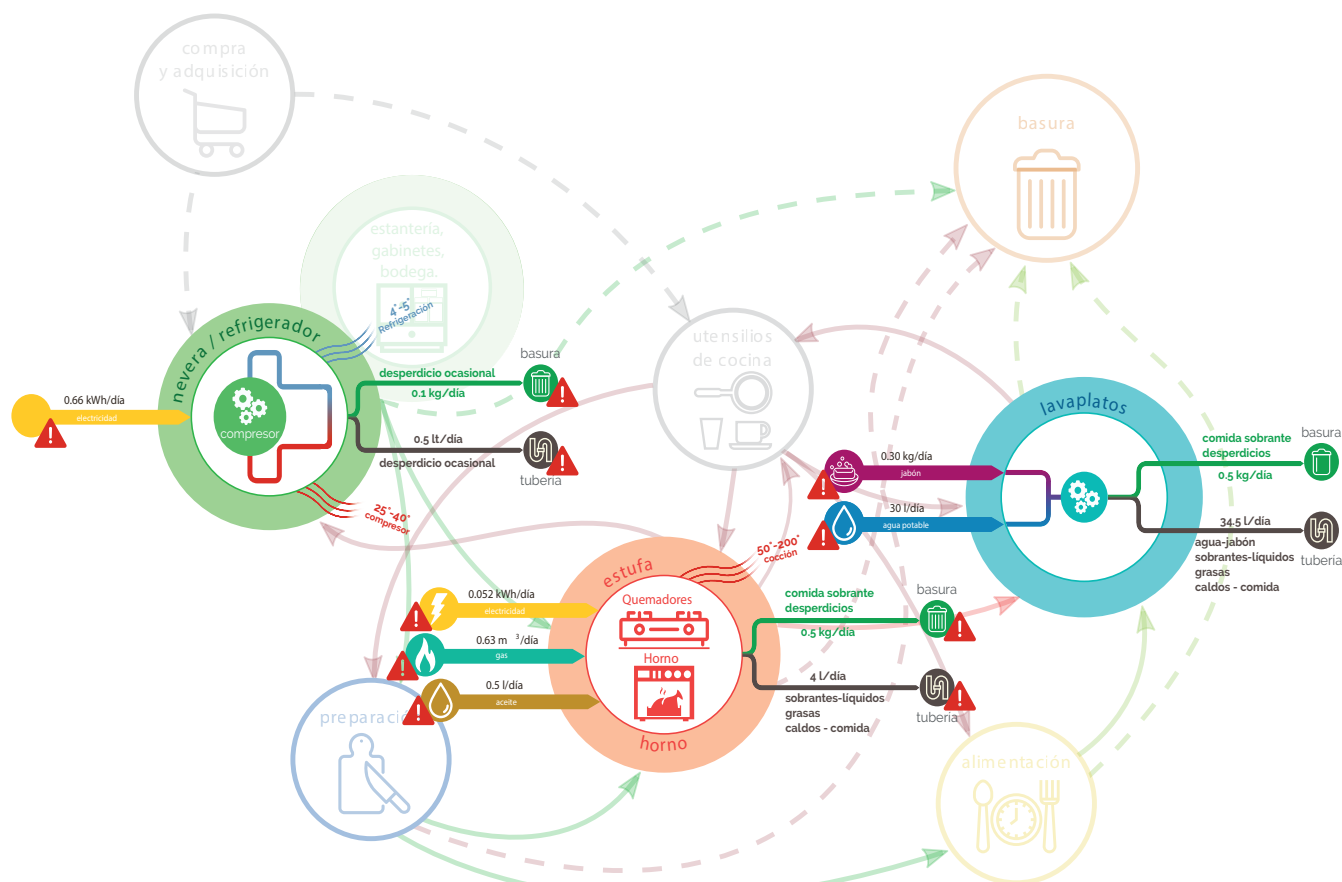 compra
y adquisición
basura
estantería,
gabinetes,
bodega.
4°-5°
Refrigeración
nevera / refrigerador
0.66 kWh/día
electricidad
compresor
desperdicio ocasional
0.1 kg/día
basura
0.5 lt/día
desperdicio ocasional
tubería
25°-40°
compresor
utensilios
de cocina
lavaplatos
0.30 kg/día
jabón
30 l/día
agua potable
comida sobrante
desperdicios
0.5 kg/día
basura
34.5 l/día
agua-jabón
sobrantes-líquidos
grasas
caldos - comida
tubería
50°-200°
cocción
estufa
Quemadores
Horno
horno
0.052 kWh/día
electricidad
0.63 m³/día
gas
0.5 l/día
aceite
comida sobrante
desperdicios
0.5 kg/día
basura
4 l/día
sobrantes-líquidos
grasas
caldos - comida
tubería
preparació
alimentación